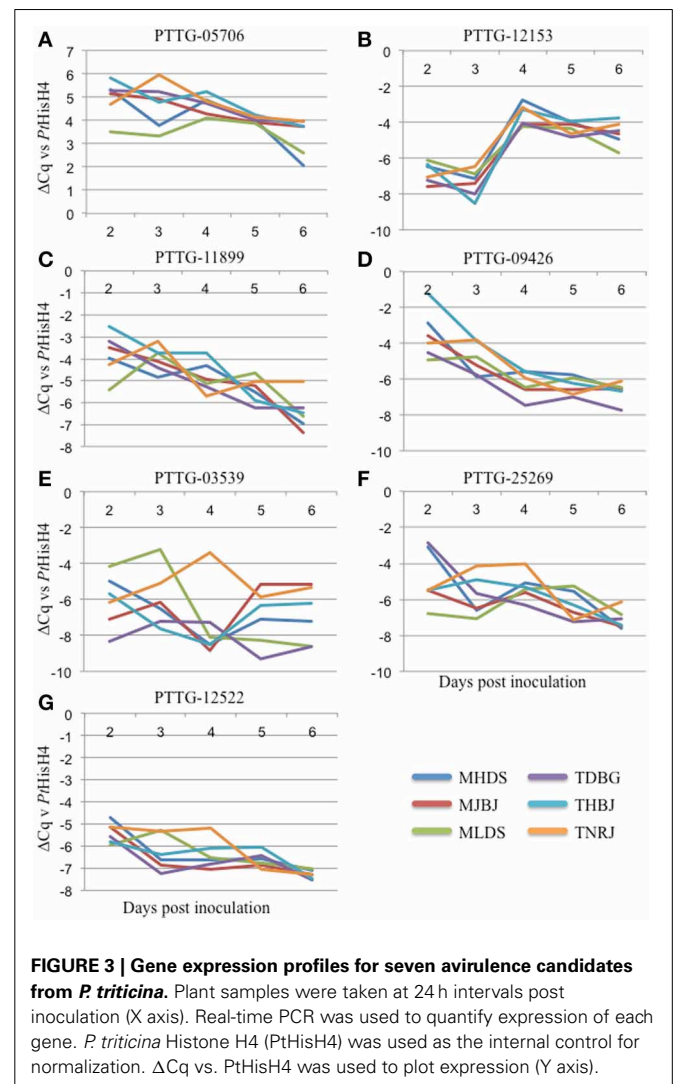 A PTTG-05706
7
6
5
4
3
2
1
0
ΔCq vs PtHisH4
2 3 4 5 6
B PTTG-12153
0
-2
-4
-6
-8
-10
2 3 4 5 6
C PTTG-11899
0
-1
-2
-3
-4
-5
-6
-7
-8
ΔCq vs PtHisH4
2 3 4 5 6
D PTTG-09426
0
-2
-4
-6
-8
-10
2 3 4 5 6
E PTTG-03539
0
-2
-4
-6
-8
-10
ΔCq vs PtHisH4
2 3 4 5 6
F PTTG-25269
0
-2
-4
-6
-8
-10
2 3 4 5 6
Days post inoculation
G PTTG-12522
0
-1
-2
-3
-4
-5
-6
-7
-8
ΔCq v PtHisH4
2 3 4 5 6
Days post inoculation
MHDS TDBG
MJBJ THBJ
MLDS TNRJ
FIGURE 3 | Gene expression profiles for seven avirulence candidates
from P. triticina. Plant samples were taken at 24 h intervals post
inoculation (X axis). Real-time PCR was used to quantify expression of each
gene. P. triticina Histone H4 (PtHisH4) was used as the internal control for
normalization. ΔCq vs. PtHisH4 was used to plot expression (Y axis).